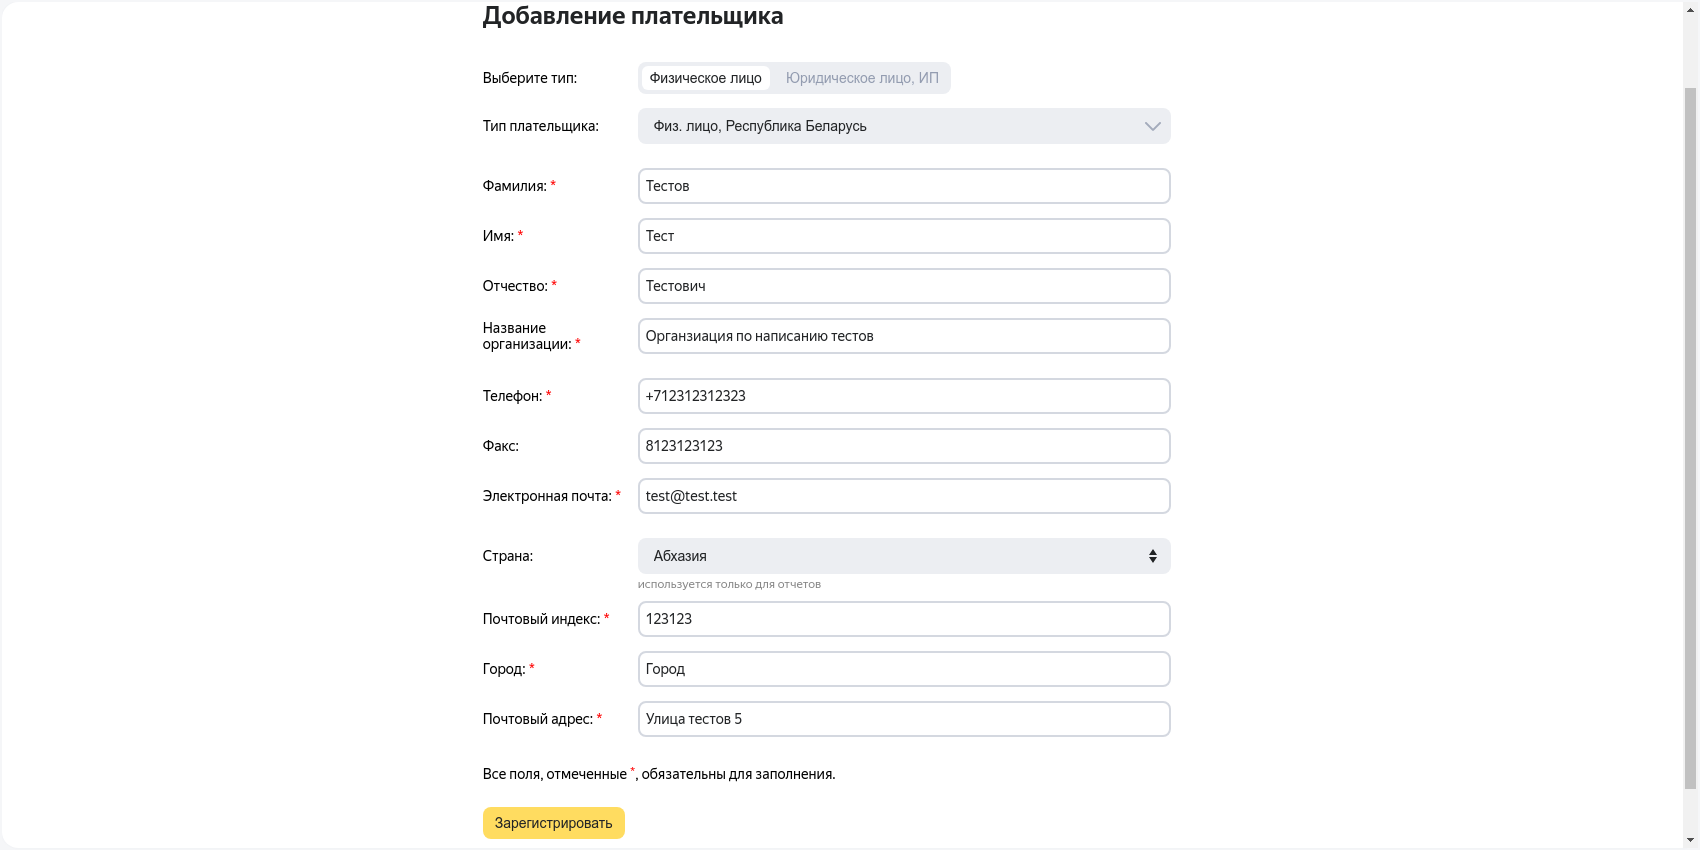 Добавление плательщика
Выберите тип: Физическое лицо Юридическое лицо, ИП
Тип плательщика: Физ. лицо, Республика Беларусь
Фамилия: * Тестов
Имя: * Тест
Отчество: * Тестович
Название
организации: * Органзиация по написанию тестов
Телефон: * +712312312323
Факс: 8123123123
Электронная почта: * test@test.test
Страна: Абхазия
используется только для отчетов
Почтовый индекс: * 123123
Город: * Город
Почтовый адрес: * Улица тестов 5
Все поля, отмеченные *, обязательны для заполнения.
Зарегистрировать